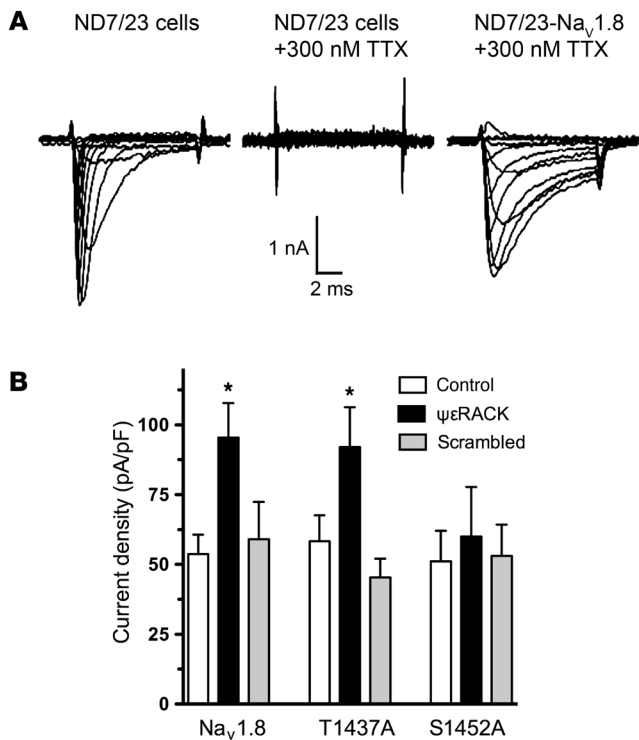 A
ND7/23 cells
ND7/23 cells
+300 nM TTX
ND7/23-NaV1.8
+300 nM TTX
1 nA
2 ms
B
Control
ψεRACK
Scrambled
*
*
Current density (pA/pF)
100
75
50
25
0
NaV1.8
T1437A
S1452A